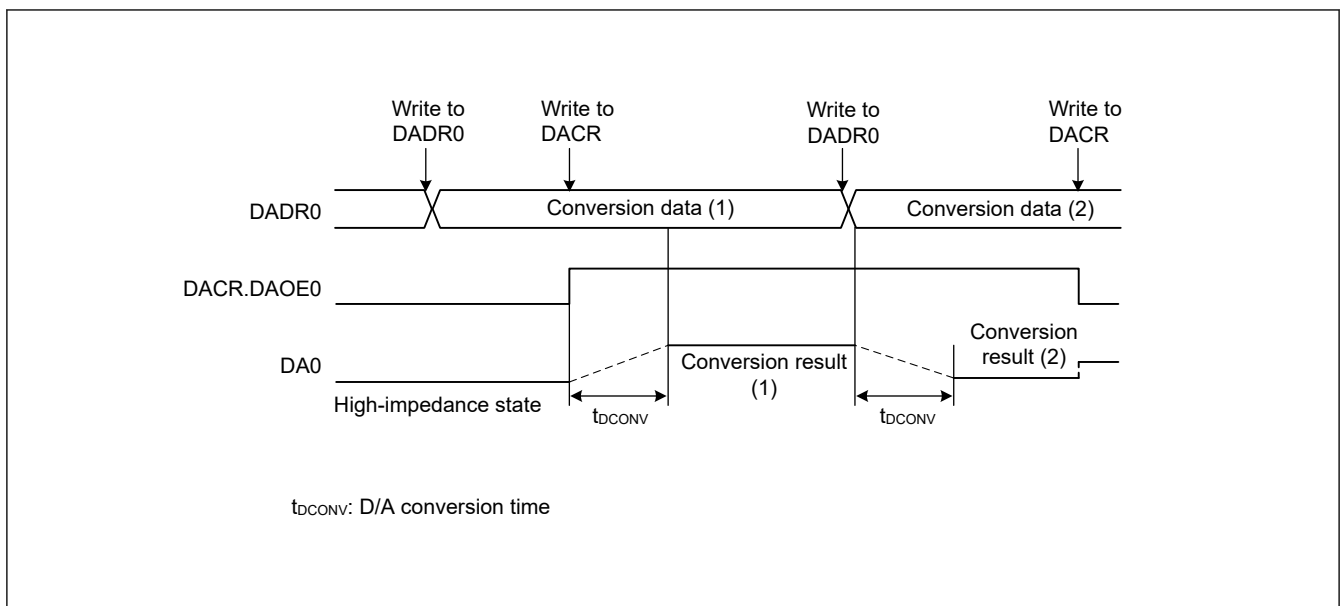 Write to
DADR0
Write to
DACR
Write to
DADR0
Write to
DACR
DADR0
Conversion data (1)
Conversion data (2)
DACR.DAOE0
DA0
Conversion result
(1)
Conversion
result (2)
High-impedance state
tDCONV
tDCONV
tDCONV: D/A conversion time